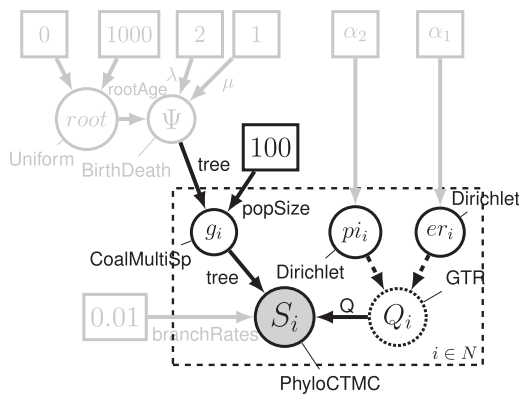 0 1000 2 1 α₂ α₁
rootAge λ μ
root Ψ
Uniform
BirthDeath
tree 100
popSize Dirichlet
gᵢ piᵢ erᵢ
CoalMultiSp Dirichlet
tree GTR
0.01 Sᵢ Q Qᵢ
branchRates
i ∈ N
PhyloCTMC